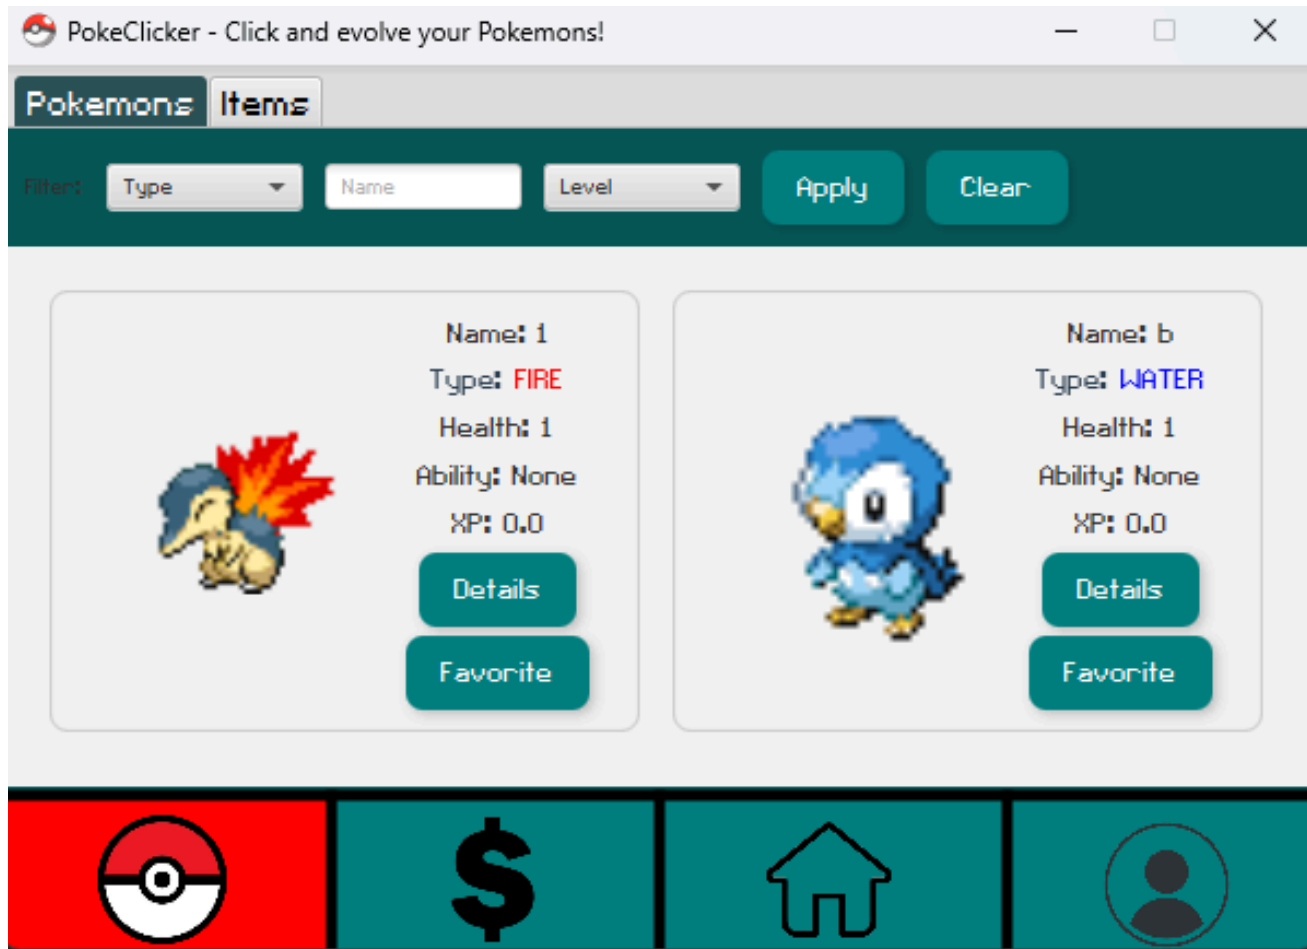 PokeClicker - Click and evolve your Pokemons!
Pokemons Items
Filter: Type Name Level Apply Clear
Name: 1
Type: FIRE
Health: 1
Ability: None
XP: 0.0
Details
Favorite
Name: b
Type: WATER
Health: 1
Ability: None
XP: 0.0
Details
Favorite
$